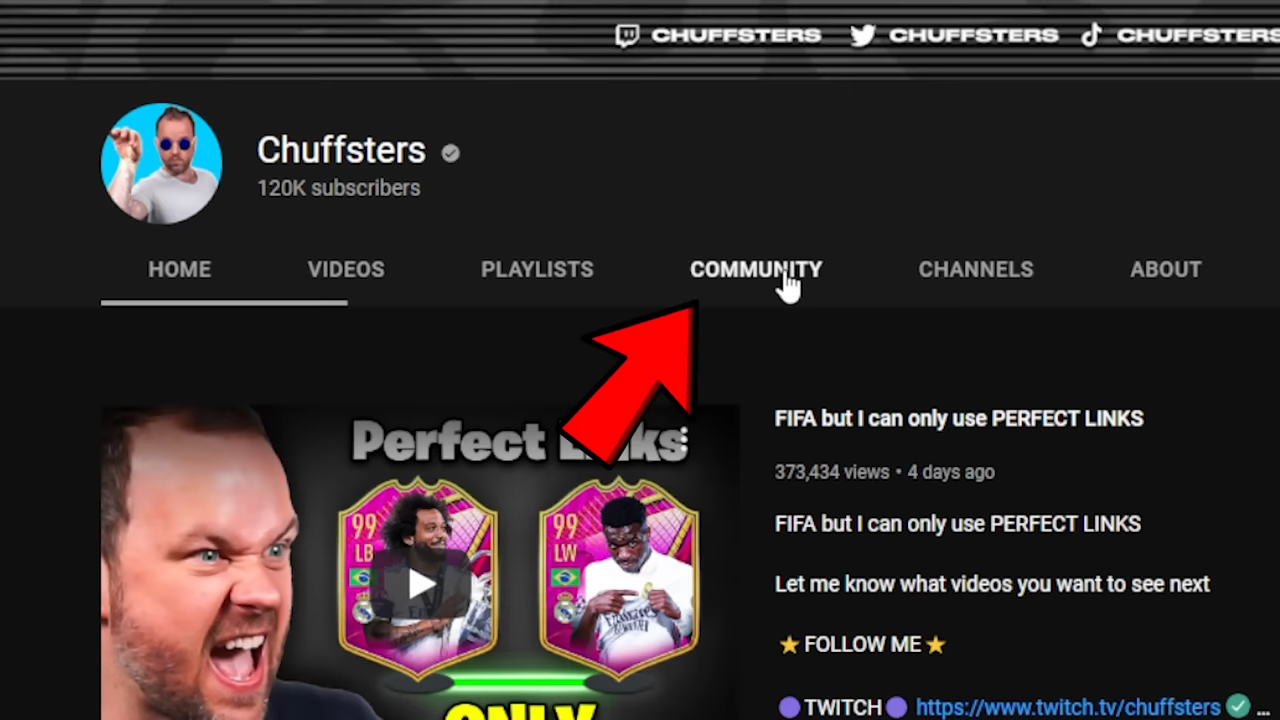 CHUFFSTERS CHUFFSTERS CHUFFSTERS
Chuffsters
120K subscribers
HOME VIDEOS PLAYLISTS COMMUNITY CHANNELS ABOUT
Perfect
99 LB
99 LW
ONLY
FIFA but I can only use PERFECT LINKS
373,434 views • 4 days ago
FIFA but I can only use PERFECT LINKS
Let me know what videos you want to see next
⭐ FOLLOW ME ⭐
🟣 TWITCH 🟣 https://www.twitch.tv/chuffsters ...